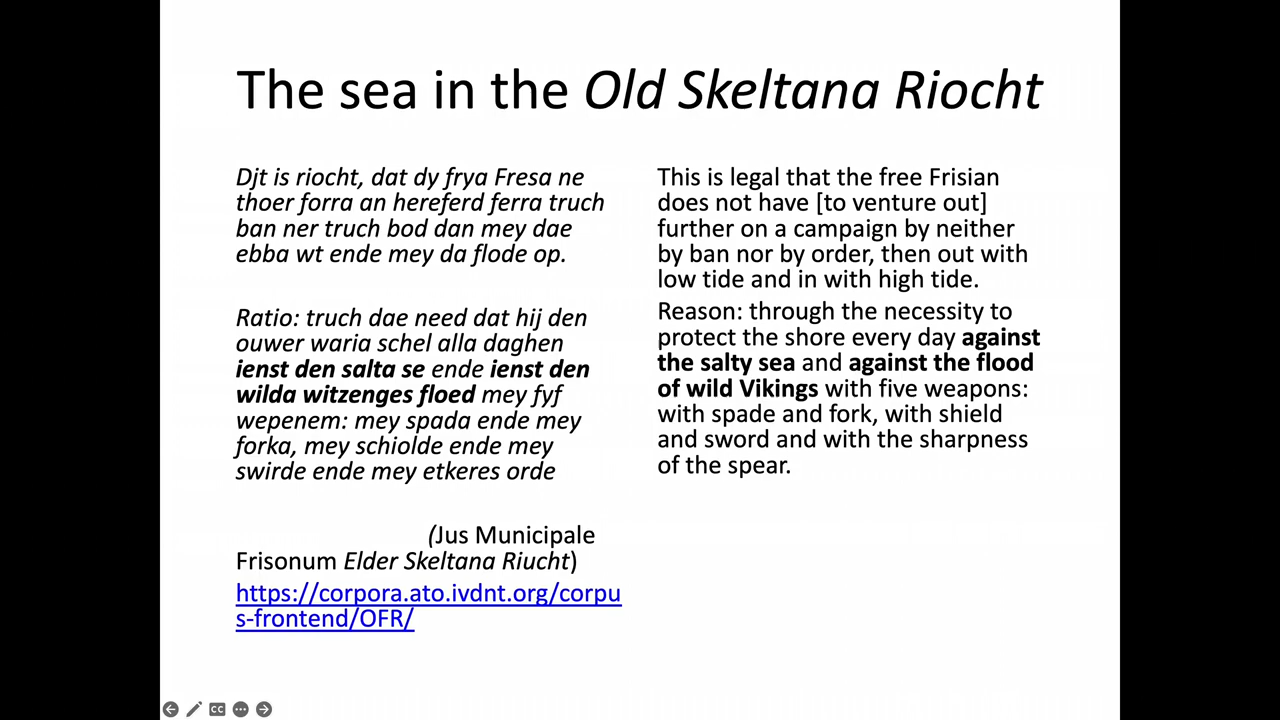 The sea in the Old Skeltana Riocht
Djt is riocht, dat dy frya Fresa ne
thoer forra an hereferd ferra truch
ban ner truch bod dan mey dae
ebba wt ende mey da flode op.
Ratio: truch dae need dat hij den
ouwer waria schel alla daghen
ienst den salta se ende ienst den
wilda witzenges floed mey fyf
wepenem: mey spada ende mey
forka, mey schiolde ende mey
swirde ende mey etkeres orde
(Jus Municipale
Frisonum Elder Skeltana Riucht)
https://corpora.ato.ivdnt.org/corpu
s-frontend/OFR/
This is legal that the free Frisian
does not have [to venture out]
further on a campaign by neither
by ban nor by order, then out with
low tide and in with high tide.
Reason: through the necessity to
protect the shore every day against
the salty sea and against the flood
of wild Vikings with five weapons:
with spade and fork, with shield
and sword and with the sharpness
of the spear.
CC